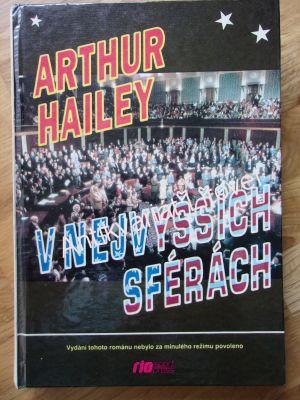 ARTHUR
HAILEY
V NEJVYŠŠÍCH
SFÉRÁCH
Vydání tohoto románu nebylo za minulého režimu povoleno
rio